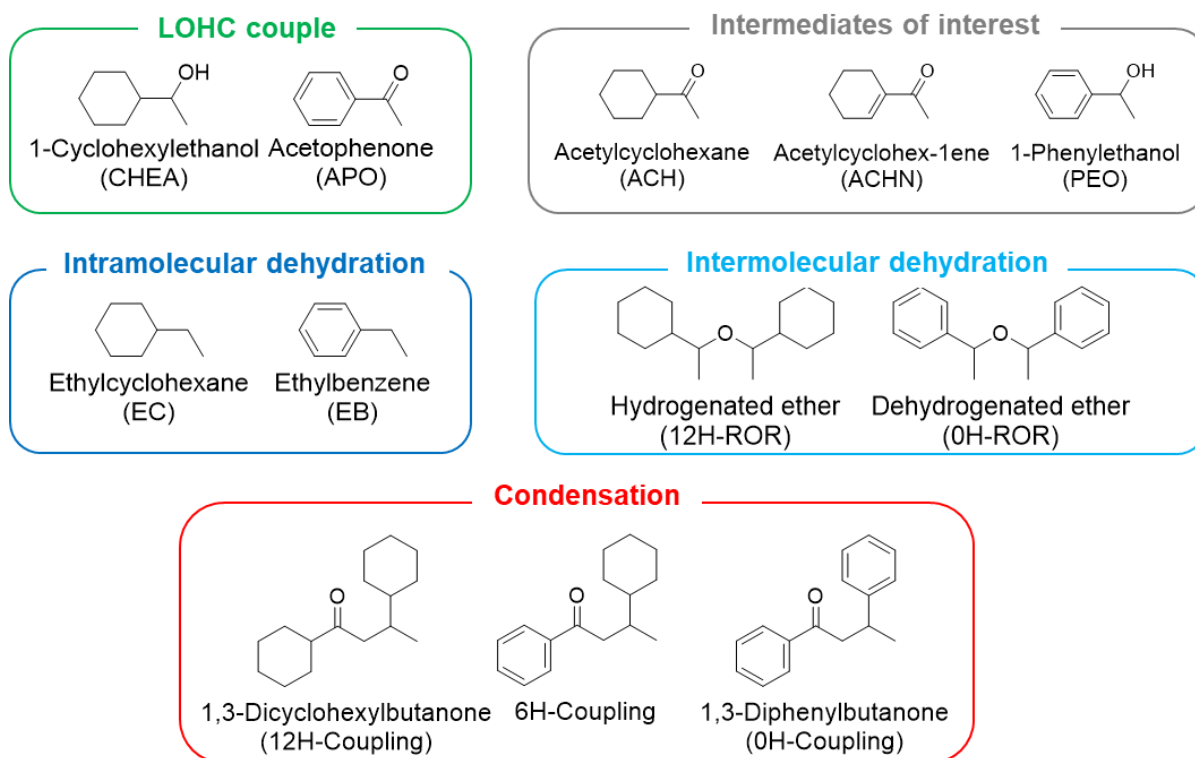 LOHC couple
OH
O
1-Cyclohexylethanol
(CHEA)
Acetophenone
(APO)
Intermediates of interest
O
O
OH
Acetylcyclohexane
(ACH)
Acetylcyclohex-1ene
(ACHN)
1-Phenylethanol
(PEO)
Intramolecular dehydration
Ethylcyclohexane
(EC)
Ethylbenzene
(EB)
Intermolecular dehydration
O
O
Hydrogenated ether
(12H-ROR)
Dehydrogenated ether
(0H-ROR)
Condensation
O
O
O
1,3-Dicyclohexylbutanone
(12H-Coupling)
6H-Coupling
1,3-Diphenylbutanone
(0H-Coupling)